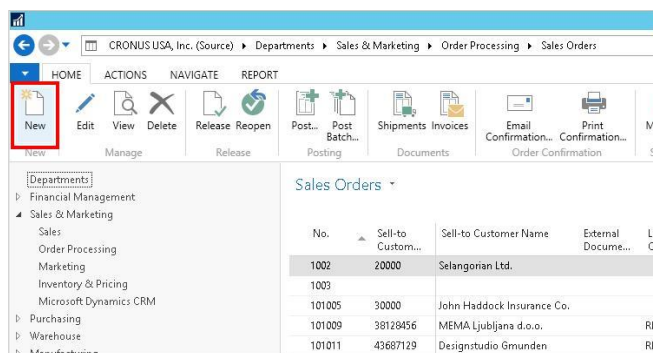 CRONUS USA, Inc. (Source) ▸ Departments ▸ Sales & Marketing ▸ Order Processing ▸ Sales Orders
HOME ACTIONS NAVIGATE REPORT
New Edit View Delete Release Reopen Post... Post Batch... Shipments Invoices Email Confirmation... Print Confirmation...
New Manage Release Posting Documents Order Confirmation
Departments
Financial Management
Sales & Marketing
Sales
Order Processing
Marketing
Inventory & Pricing
Microsoft Dynamics CRM
Purchasing
Warehouse
Manufacturing
Sales Orders
No. Sell-to Custom... Sell-to Customer Name External Docume...
1002 20000 Selangorian Ltd.
1003
101005 30000 John Haddock Insurance Co.
101009 38128456 MEMA Ljubljana d.o.o.
101011 43687129 Designstudio Gmunden